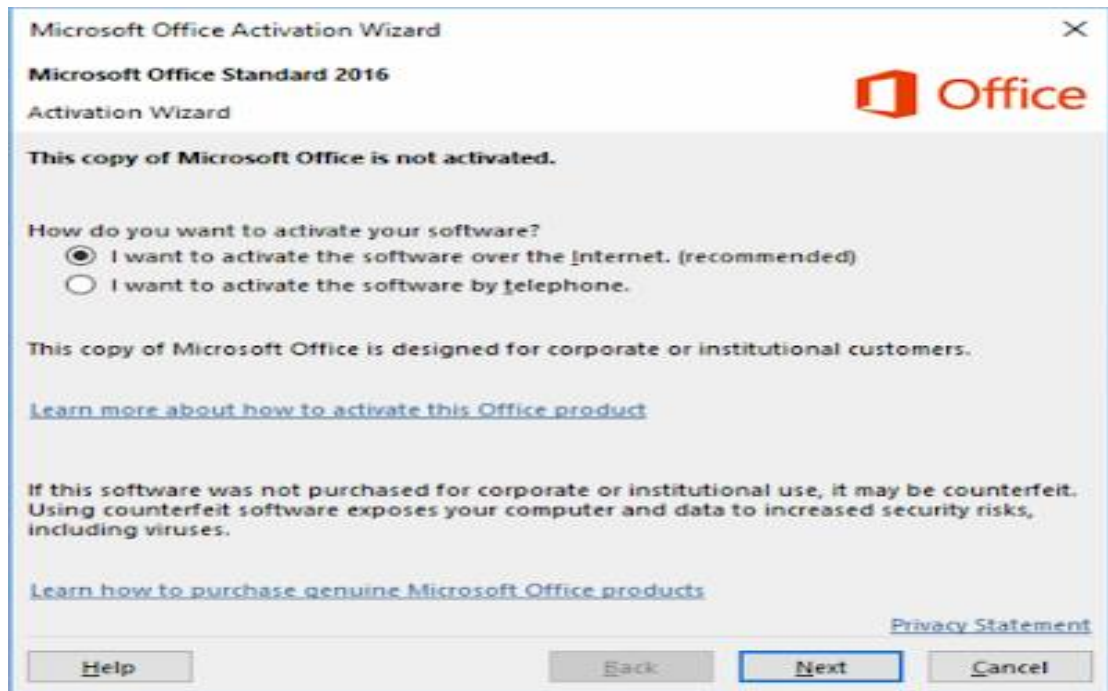 Microsoft Office Activation Wizard
Microsoft Office Standard 2016
Office
Activation Wizard
This copy of Microsoft Office is not activated.
How do you want to activate your software?
I want to activate the software over the Internet. (recommended)
I want to activate the software by telephone.
This copy of Microsoft Office is designed for corporate or institutional customers.
Learn more about how to activate this Office product
If this software was not purchased for corporate or institutional use, it may be counterfeit.
Using counterfeit software exposes your computer and data to increased security risks,
including viruses.
Learn how to purchase genuine Microsoft Office products
Privacy Statement
Help Back Next Cancel